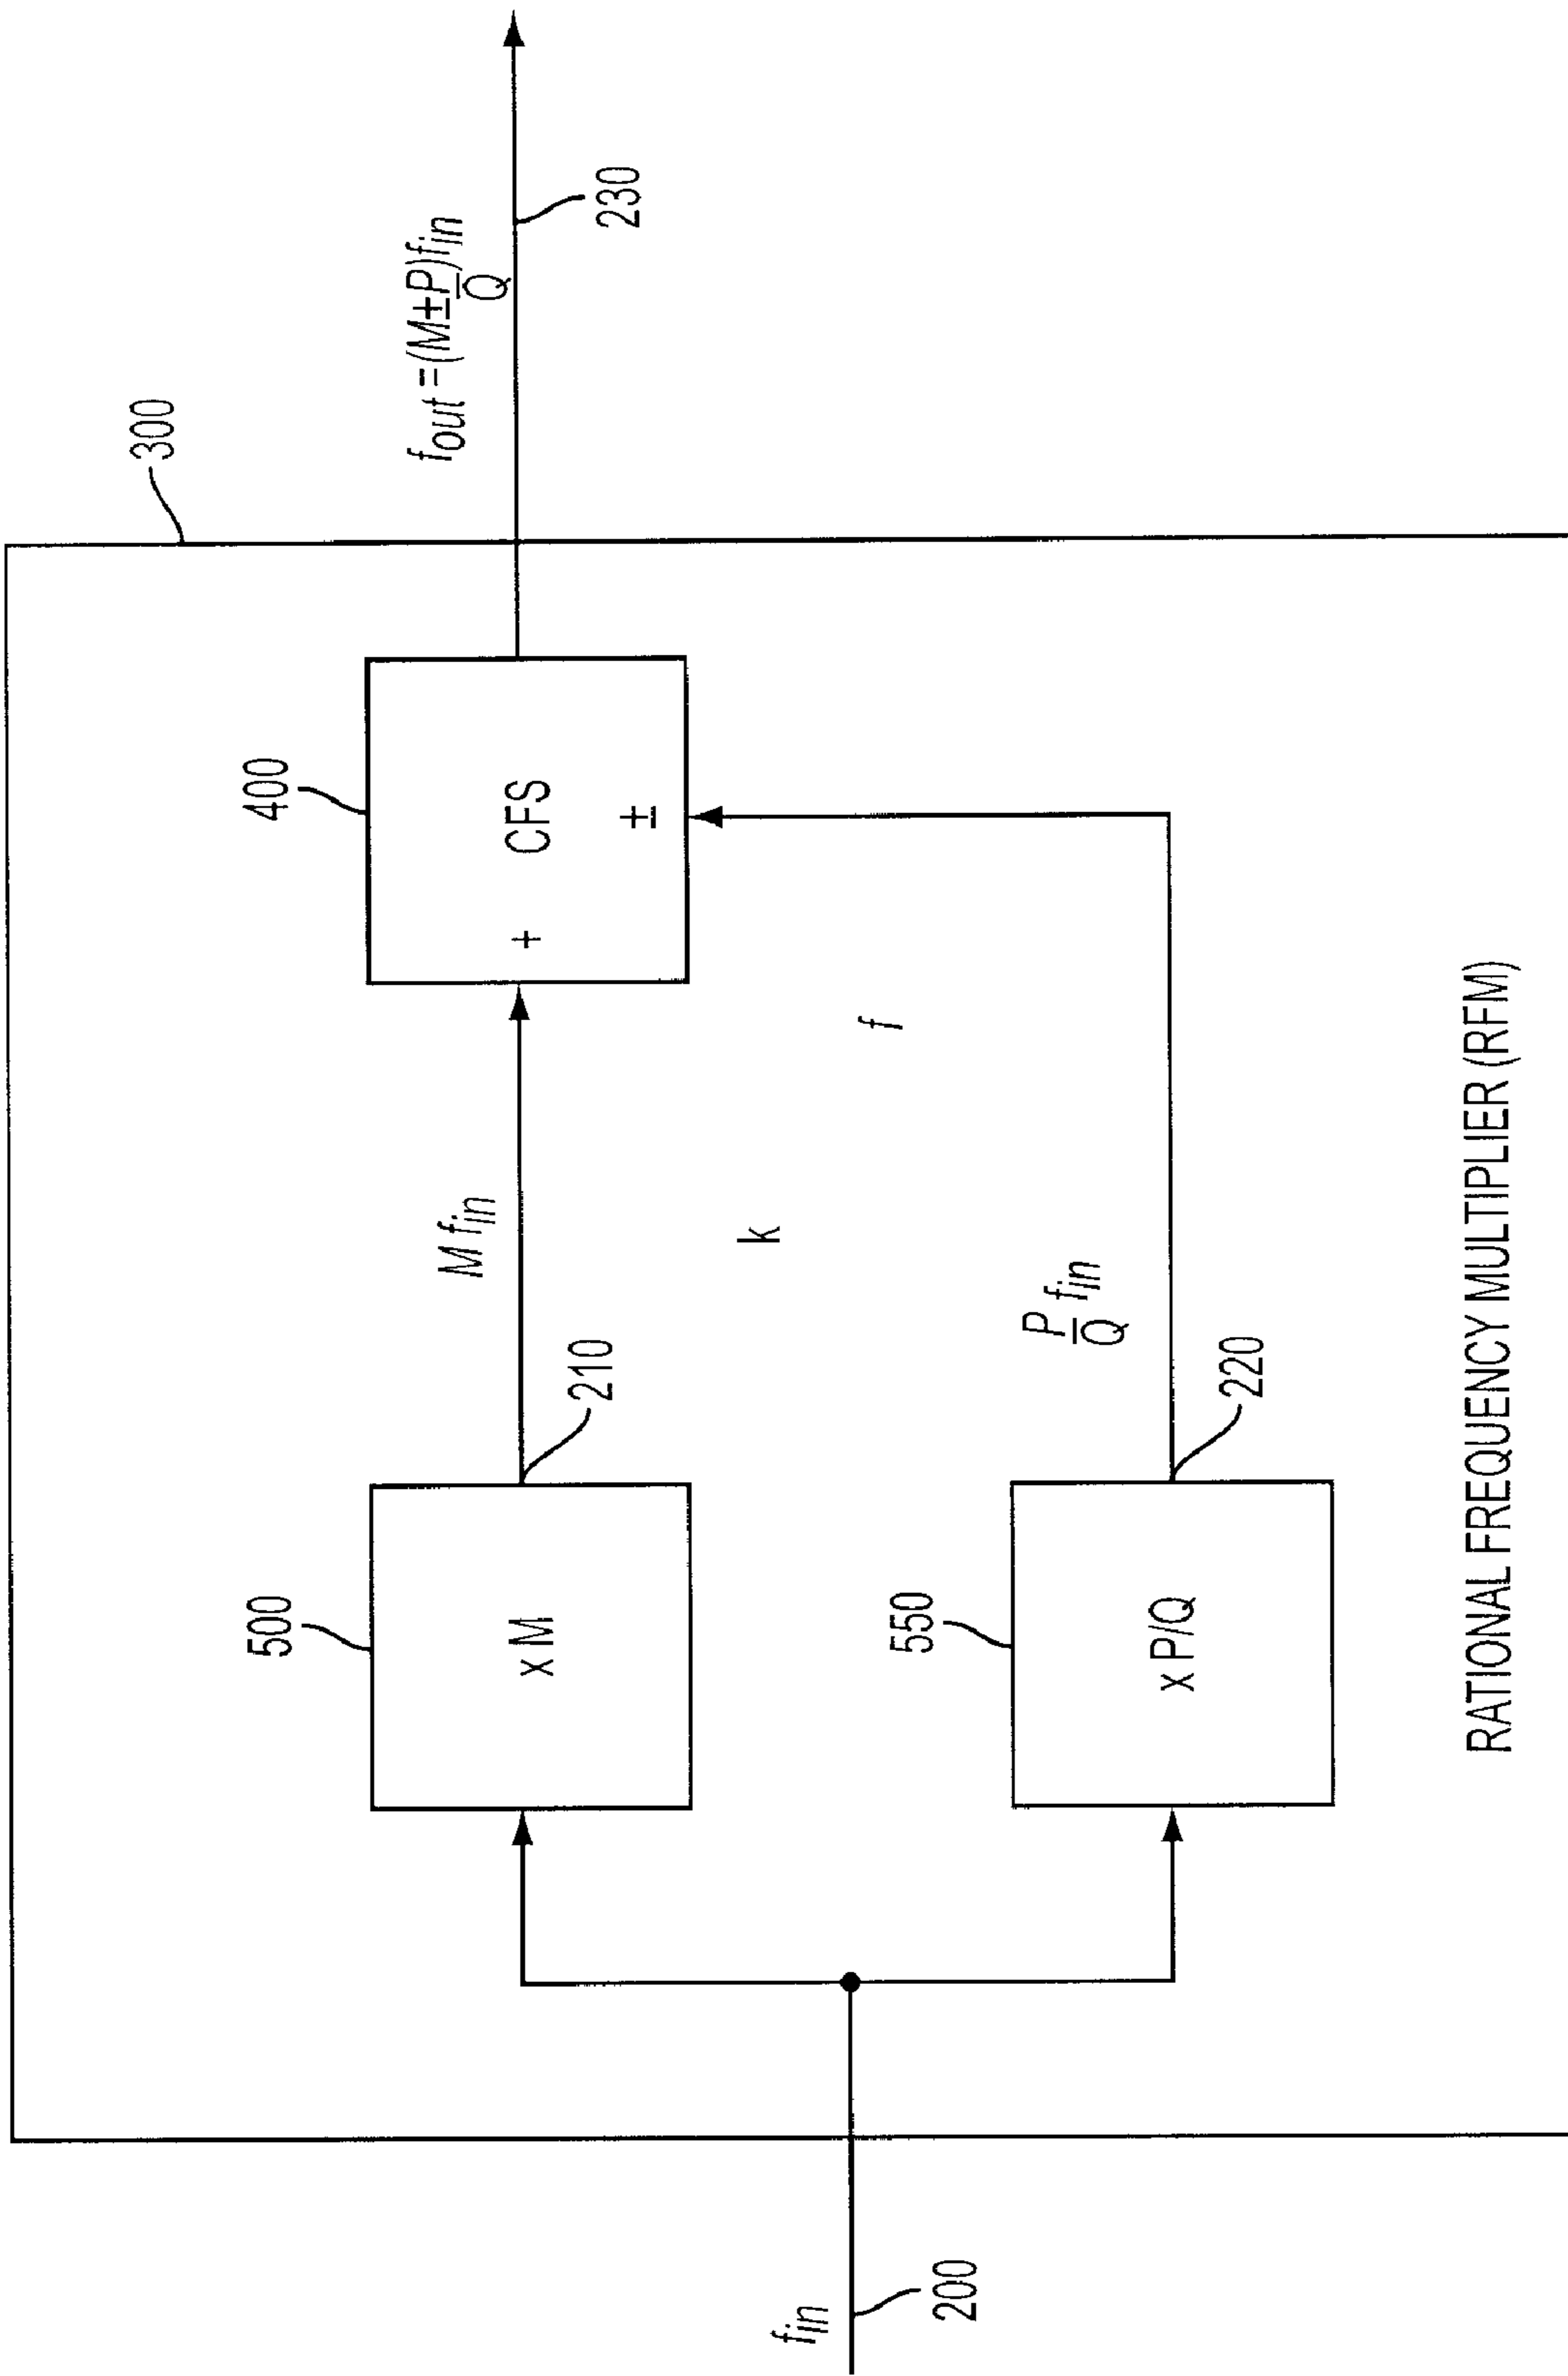 300
f_out = (M ± P/Q) f_in
230
400
+ CFS
±
M f_in
500
x M
210
k
f
P/Q f_in
550
x P/Q
220
f_in
200
RATIONAL FREQUENCY MULTIPLIER (RFM)